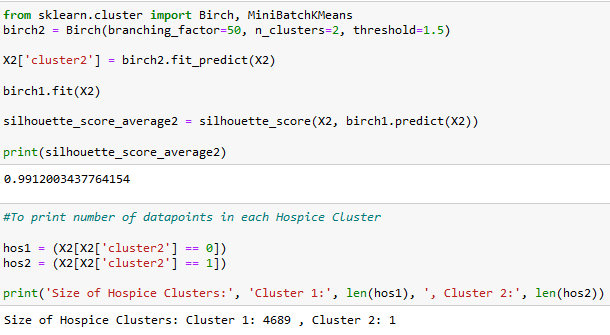 from sklearn.cluster import Birch, MiniBatchKMeans
birch2 = Birch(branching_factor=50, n_clusters=2, threshold=1.5)
X2['cluster2'] = birch2.fit_predict(X2)
birch1.fit(X2)
silhouette_score_average2 = silhouette_score(X2, birch1.predict(X2))
print(silhouette_score_average2)
0.9912003437764154
#To print number of datapoints in each Hospice Cluster
hos1 = (X2[X2['cluster2'] == 0])
hos2 = (X2[X2['cluster2'] == 1])
print('Size of Hospice Clusters:', 'Cluster 1:', len(hos1), ', Cluster 2:', len(hos2))
Size of Hospice Clusters: Cluster 1: 4689 , Cluster 2: 1